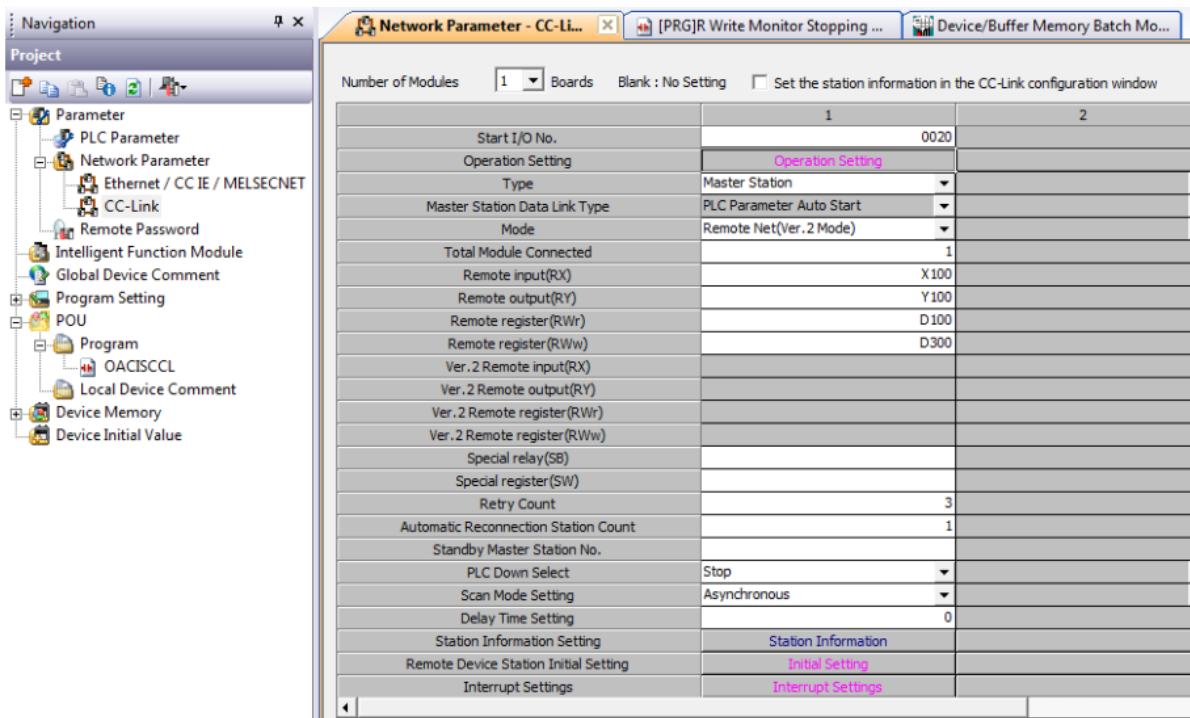 Navigation
Network Parameter - CC-Li...
[PRG]R Write Monitor Stopping ...
Device/Buffer Memory Batch Mo...
Project
Parameter
PLC Parameter
Network Parameter
Ethernet / CC IE / MELSECNET
CC-Link
Remote Password
Intelligent Function Module
Global Device Comment
Program Setting
POU
Program
OACISCCL
Local Device Comment
Device Memory
Device Initial Value
Number of Modules 1 Boards Blank : No Setting Set the station information in the CC-Link configuration window
1 2
Start I/O No. 0020
Operation Setting Operation Setting
Type Master Station
Master Station Data Link Type PLC Parameter Auto Start
Mode Remote Net(Ver.2 Mode)
Total Module Connected 1
Remote input(RX) X100
Remote output(RY) Y100
Remote register(RWr) D100
Remote register(RWw) D300
Ver.2 Remote input(RX)
Ver.2 Remote output(RY)
Ver.2 Remote register(RWr)
Ver.2 Remote register(RWw)
Special relay(SB)
Special register(SW)
Retry Count 3
Automatic Reconnection Station Count 1
Standby Master Station No.
PLC Down Select Stop
Scan Mode Setting Asynchronous
Delay Time Setting 0
Station Information Setting Station Information
Remote Device Station Initial Setting Initial Setting
Interrupt Settings Interrupt Settings